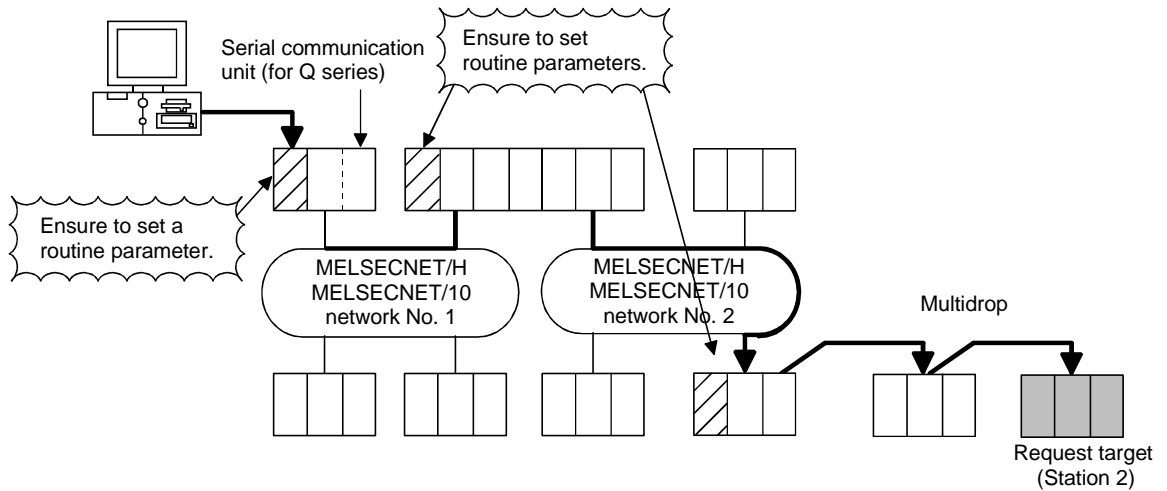 Serial communication
unit (for Q series)
Ensure to set
routine parameters.
Ensure to set a
routine parameter.
MELSECNET/H
MELSECNET/10
network No. 1
MELSECNET/H
MELSECNET/10
network No. 2
Multidrop
Request target
(Station 2)